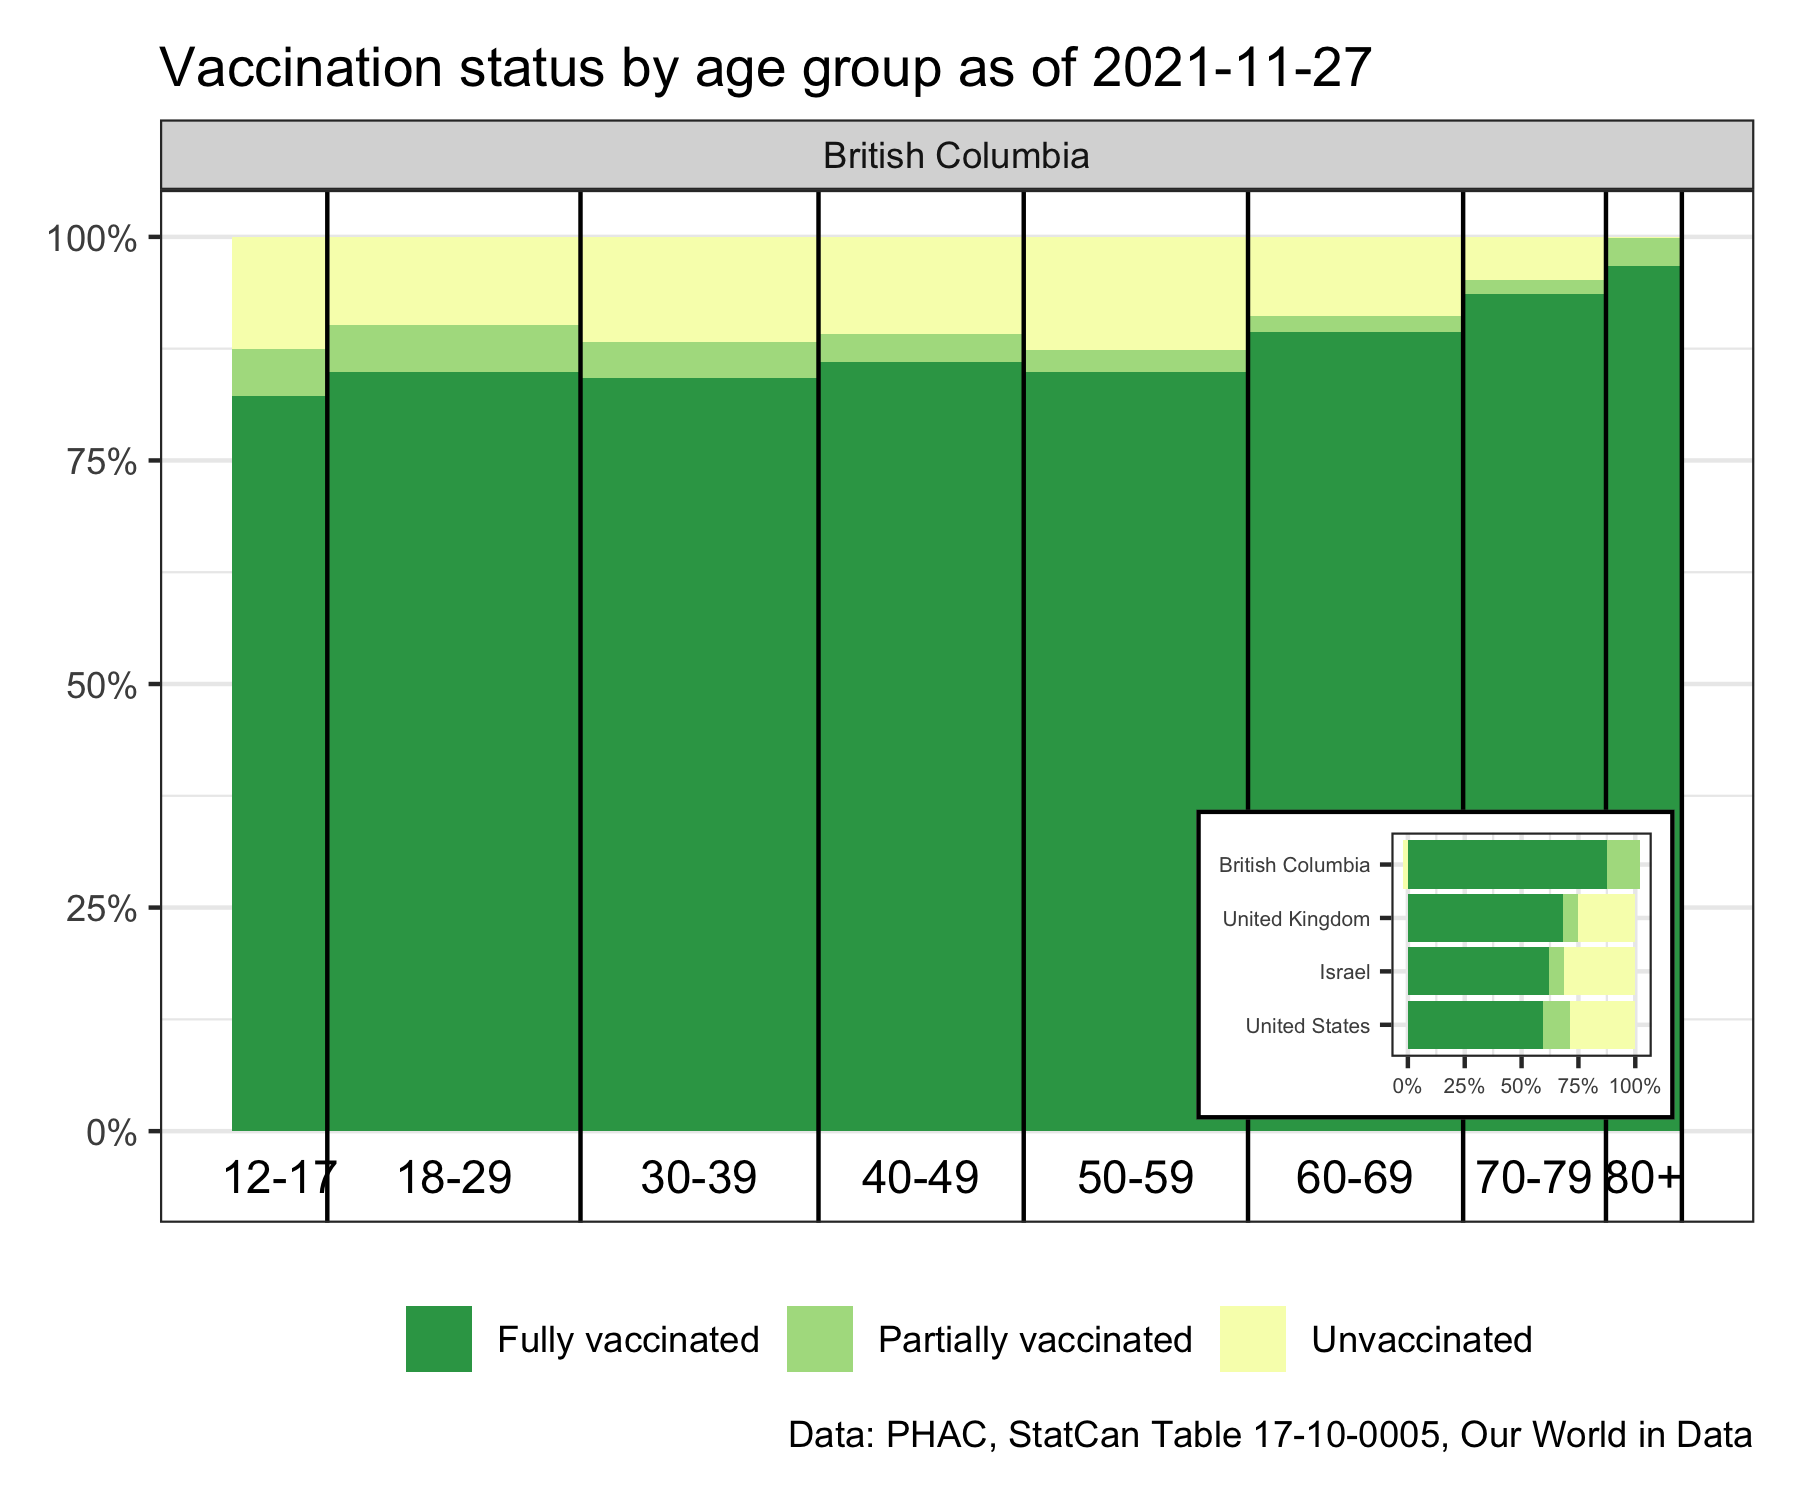 Vaccination status by age group as of 2021-11-27
British Columbia
100%
75%
50%
25%
0%
12-17 18-29 30-39 40-49 50-59 60-69 70-79 80+
British Columbia
United Kingdom
Israel
United States
0% 25% 50% 75% 100%
Fully vaccinated Partially vaccinated Unvaccinated
Data: PHAC, StatCan Table 17-10-0005, Our World in Data